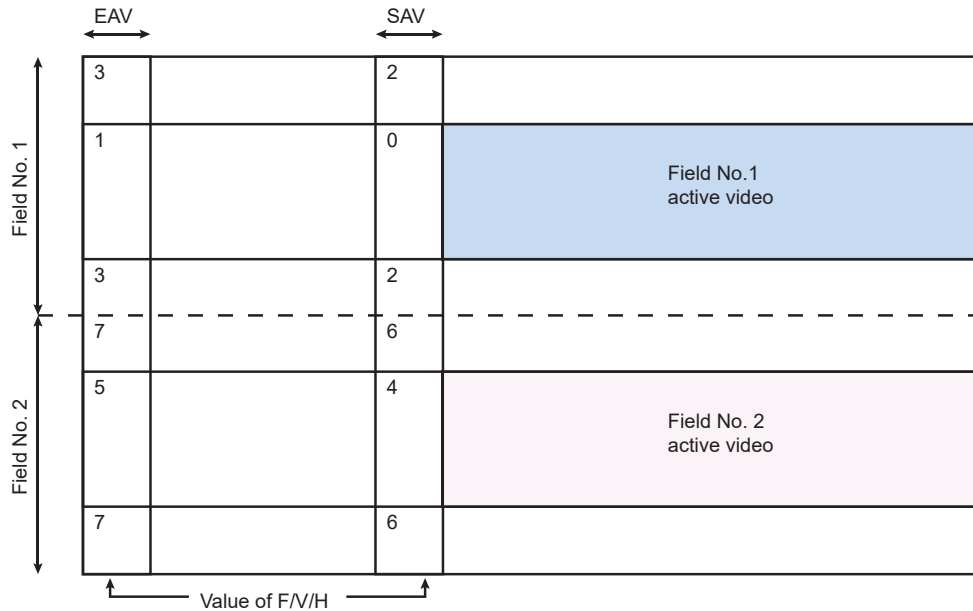 EAV SAV
3 2
1 0
Field No.1
active video
Field No. 1
3 2
7 6
5 4
Field No. 2
active video
Field No. 2
7 6
Value of F/V/H